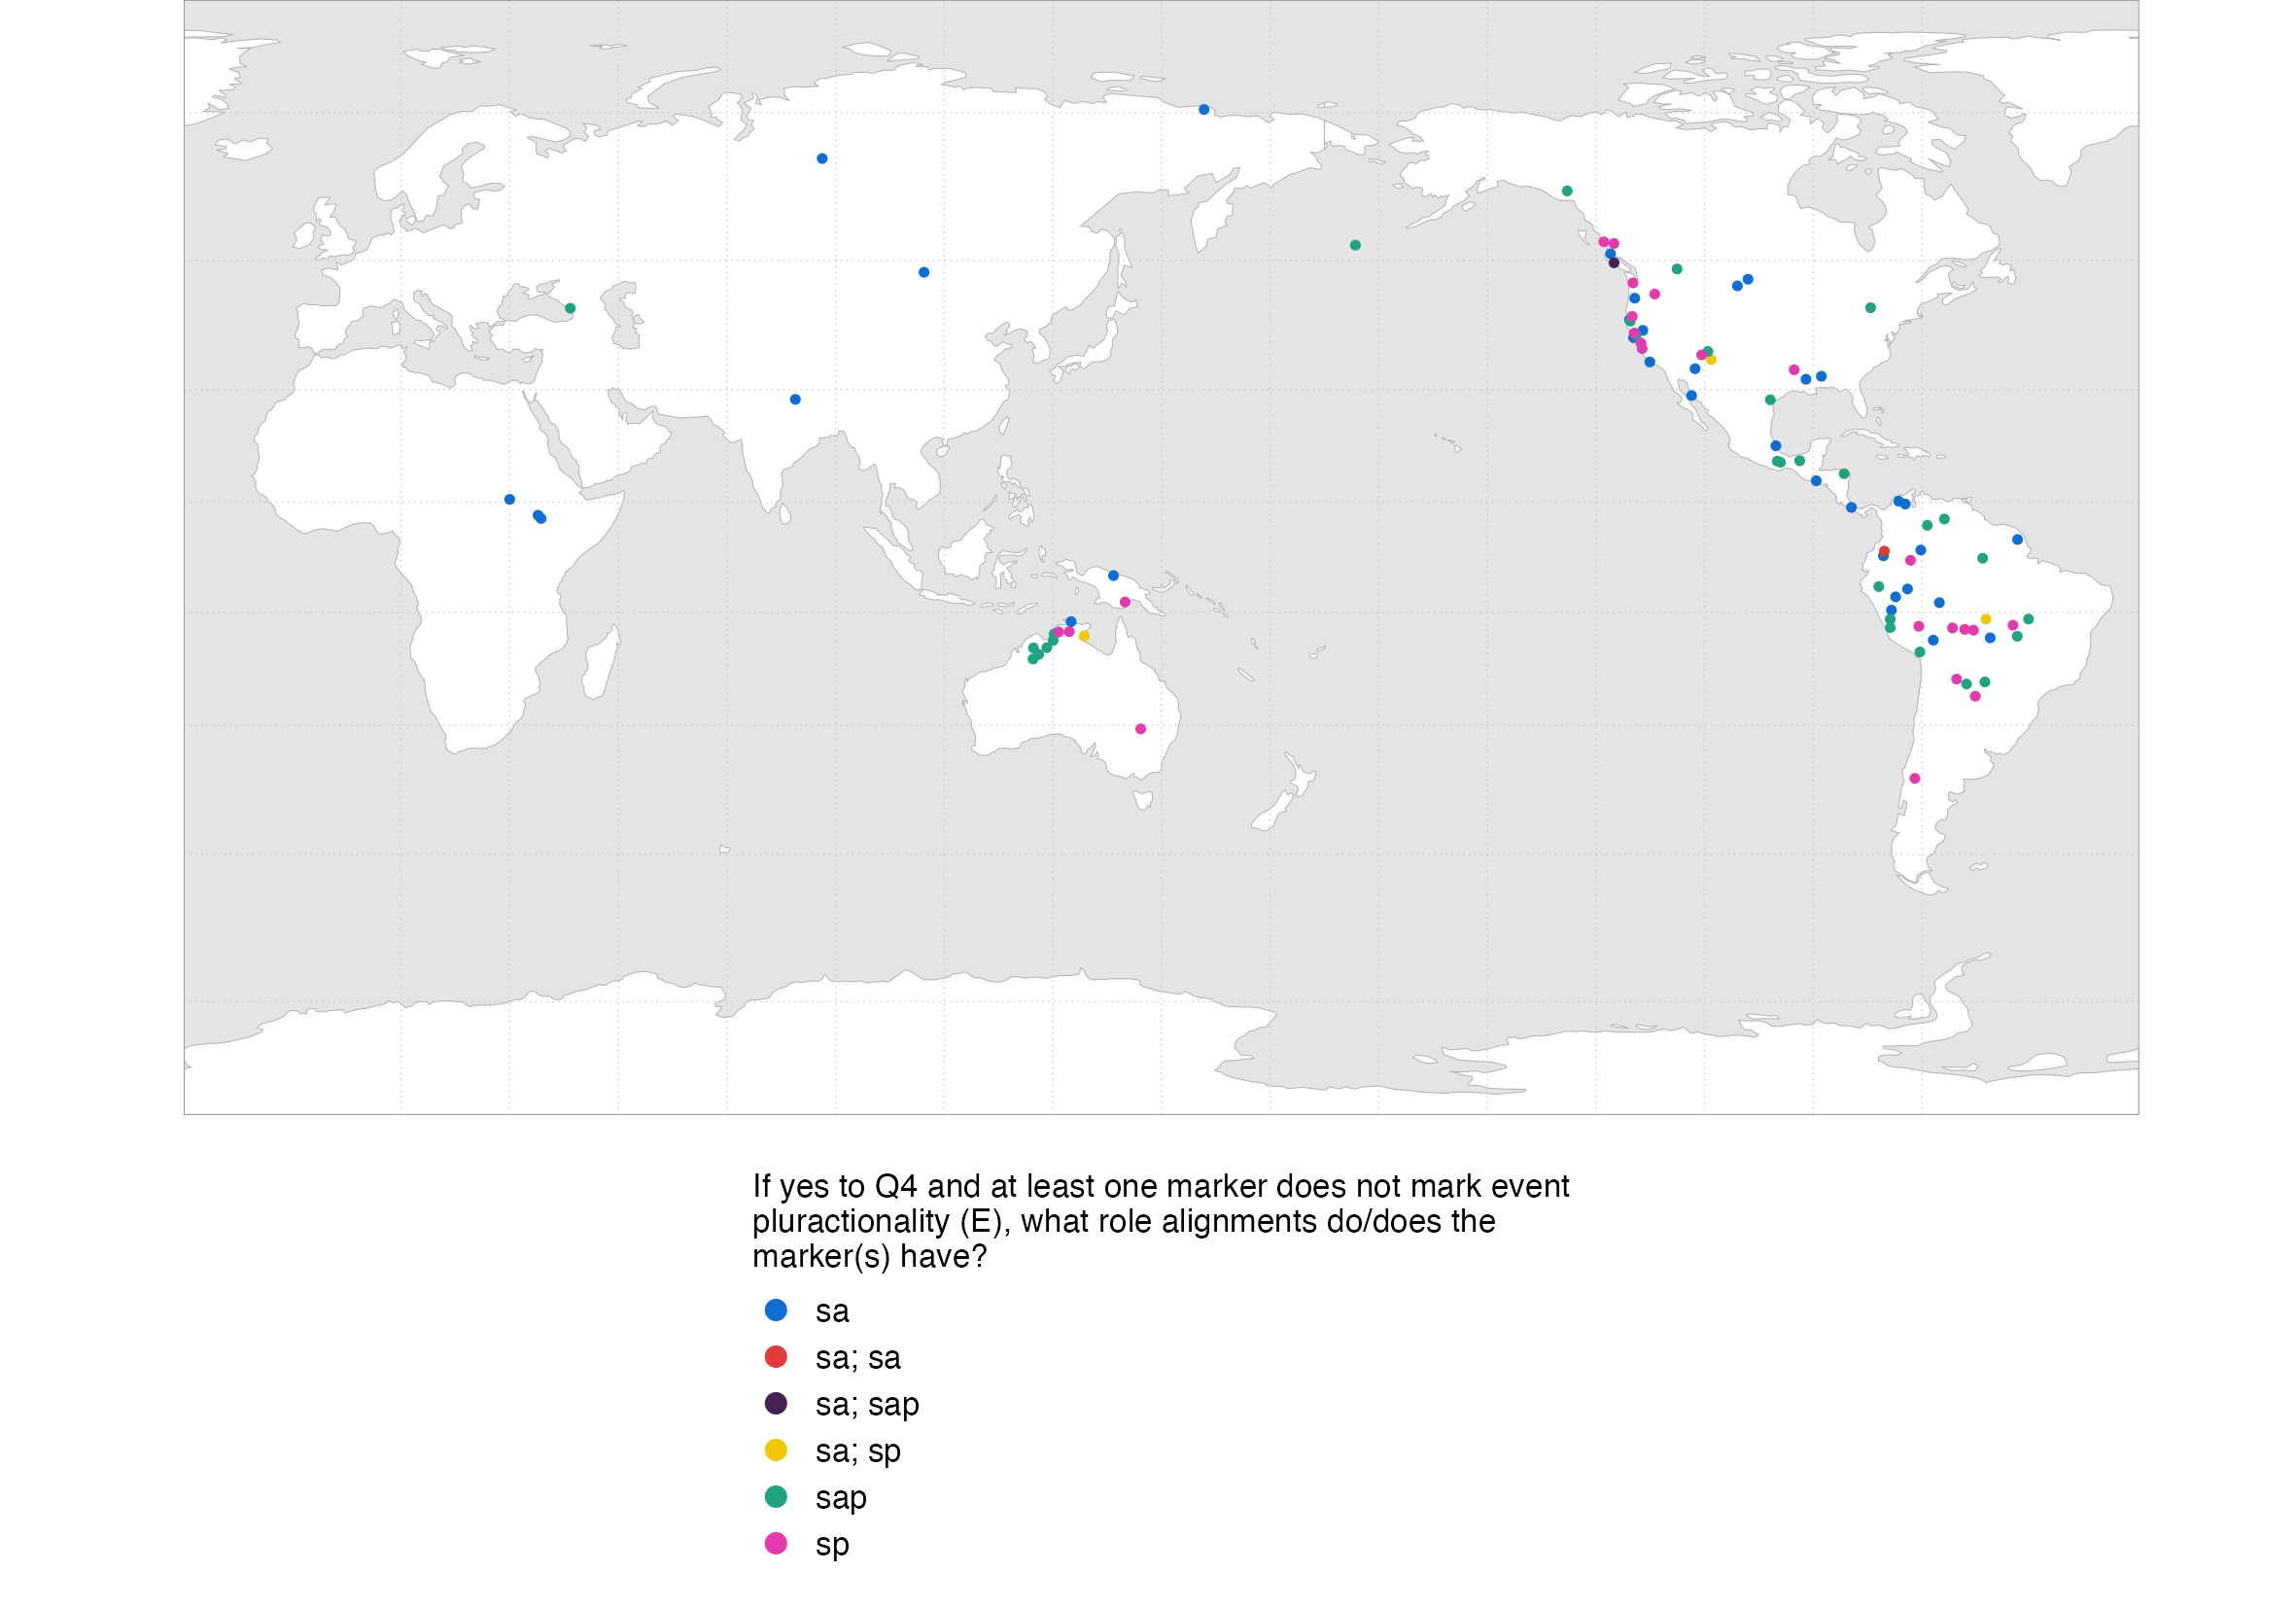 If yes to Q4 and at least one marker does not mark event
pluractionality (E), what role alignments do/does the
marker(s) have?
sa
sa; sa
sa; sap
sa; sp
sap
sp